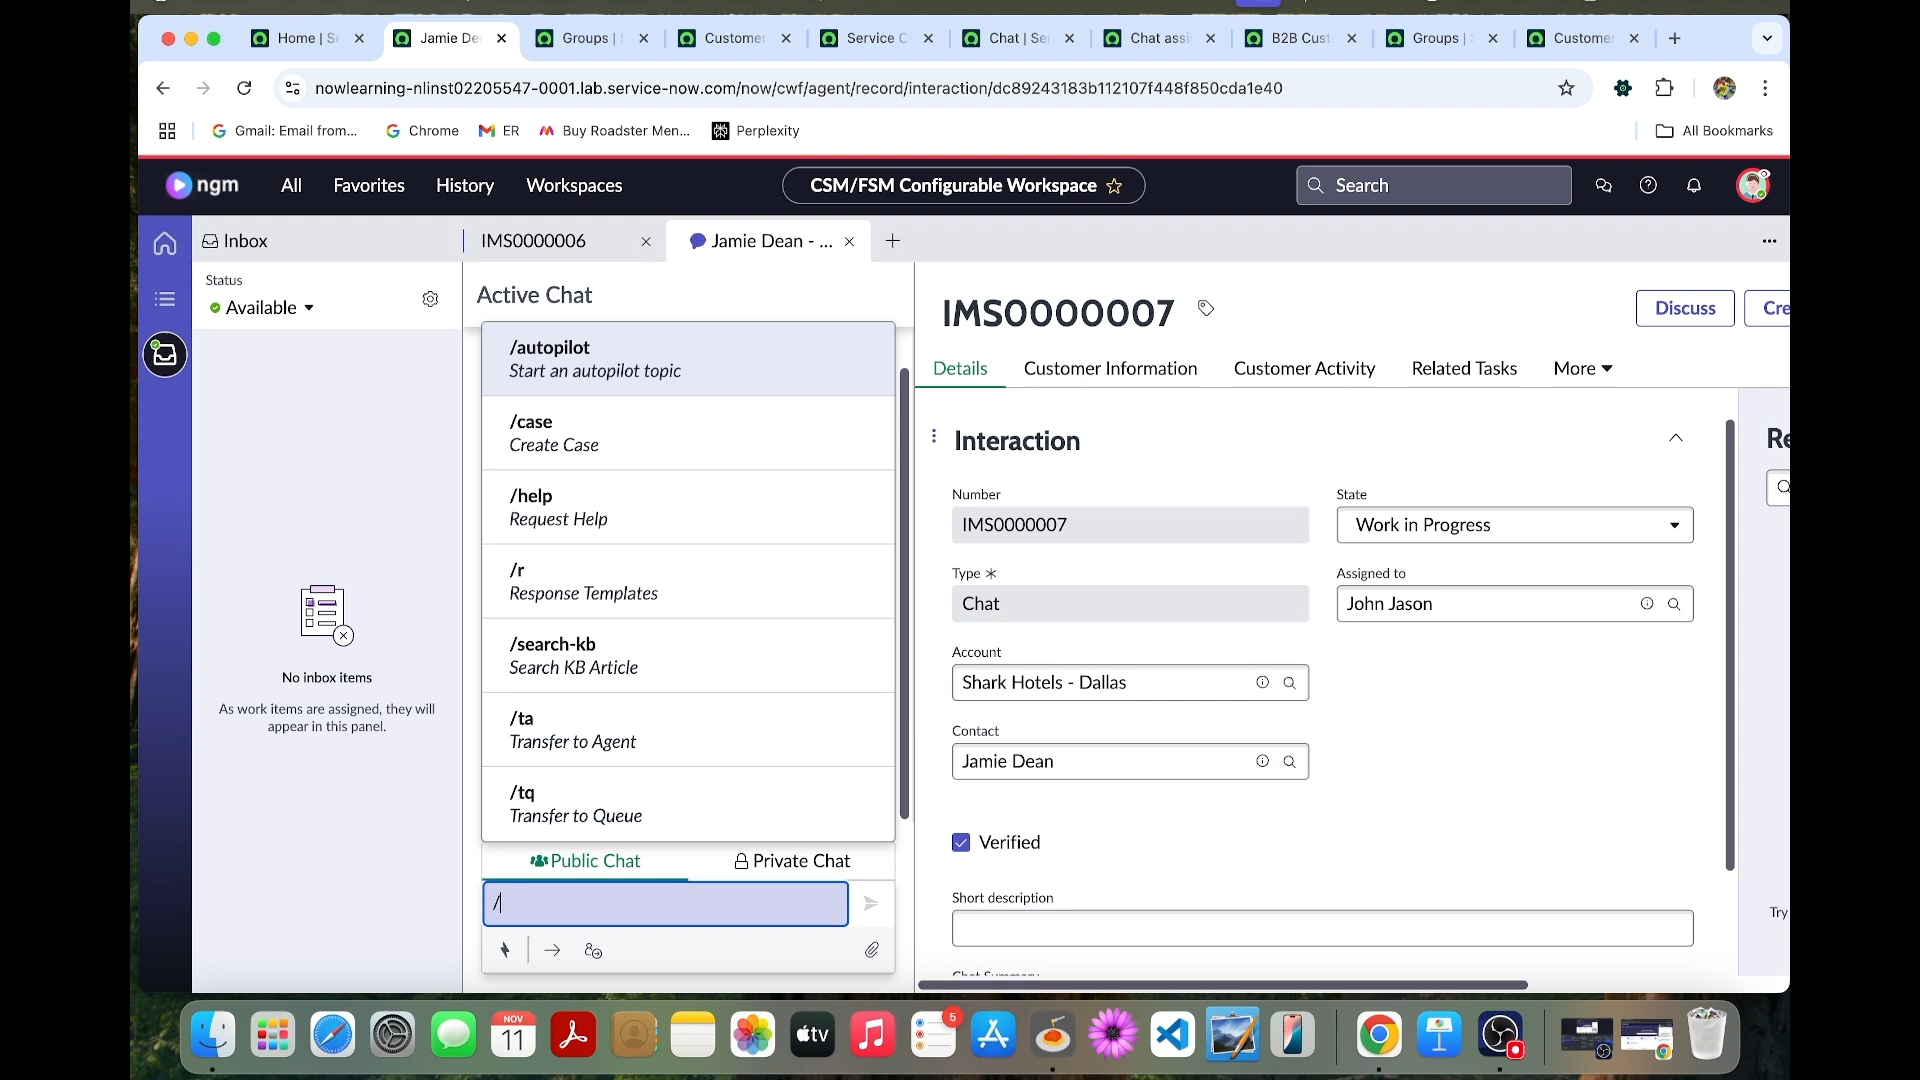 Home | S
Jamie De
Groups |
Customer
Service C
Chat | Ser
Chat assi
B2B Cust
Groups |
Customer
nowlearning-nlinst02205547-0001.lab.service-now.com/now/cwf/agent/record/interaction/dc89243183b112107f448f850cda1e40
Gmail: Email from...
Chrome
ER
Buy Roadster Men...
Perplexity
All Bookmarks
ngm
All
Favorites
History
Workspaces
CSM/FSM Configurable Workspace
Search
Inbox
IMS0000006
Jamie Dean - ...
Status
Available
No inbox items
As work items are assigned, they will
appear in this panel.
Active Chat
/autopilot
Start an autopilot topic
/case
Create Case
/help
Request Help
/r
Response Templates
/search-kb
Search KB Article
/ta
Transfer to Agent
/tq
Transfer to Queue
Public Chat
Private Chat
/
IMS0000007
Discuss
Cre
Details
Customer Information
Customer Activity
Related Tasks
More
Interaction
Number
IMS0000007
State
Work in Progress
Type
Chat
Assigned to
John Jason
Account
Shark Hotels - Dallas
Contact
Jamie Dean
Verified
Short description
Chat Summary
Re
Try
NOV
11
tv
5